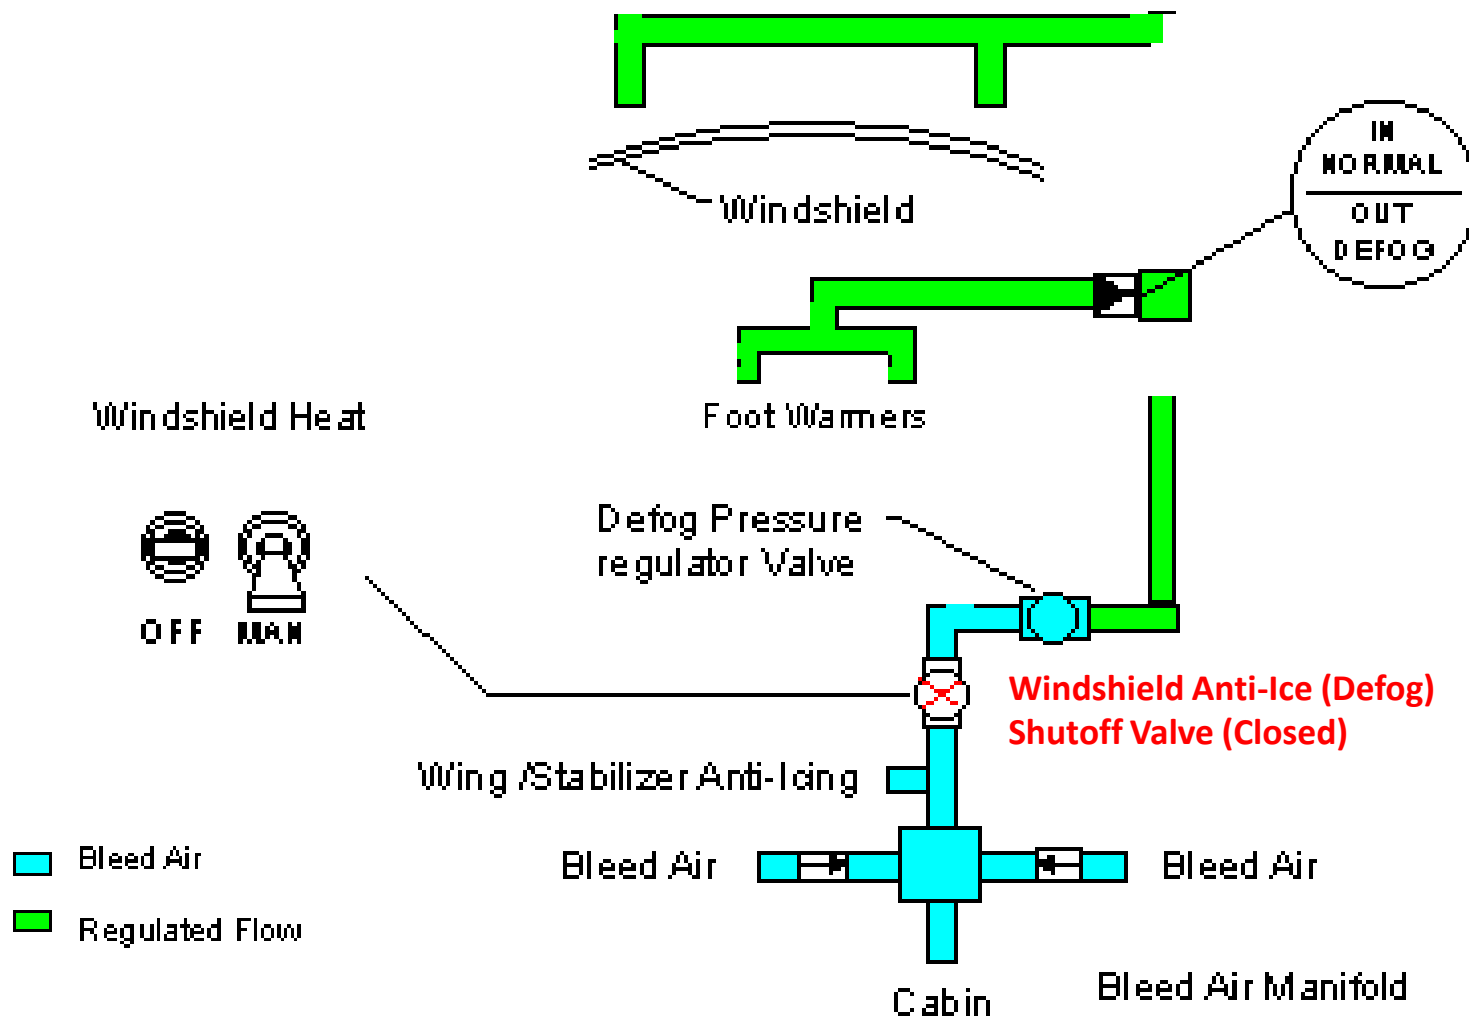 IN
NORMAL
OUT
DEFOG
Windshield
Windshield Heat
Foot Warmers
Defog Pressure
regulator Valve
OFF MAN
Windshield Anti-Ice (Defog)
Shutoff Valve (Closed)
Wing /Stabilizer Anti-Icing
Bleed Air
Bleed Air
Bleed Air
Regulated Flow
Cabin
Bleed Air Manifold